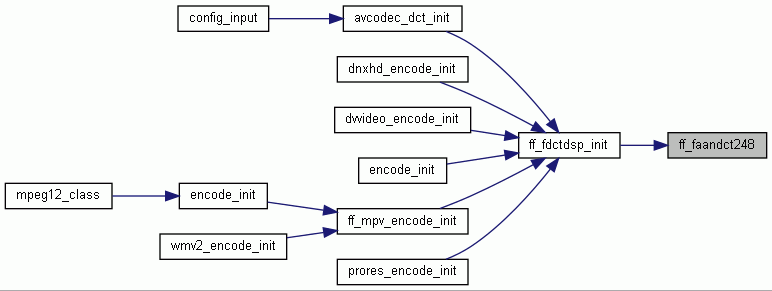 config_input
avcodec_dct_init
dnxhd_encode_init
dvvideo_encode_init
ff_fdctdsp_init
ff_faandct248
encode_init
mpeg12_class
encode_init
ff_mpv_encode_init
wmv2_encode_init
prores_encode_init